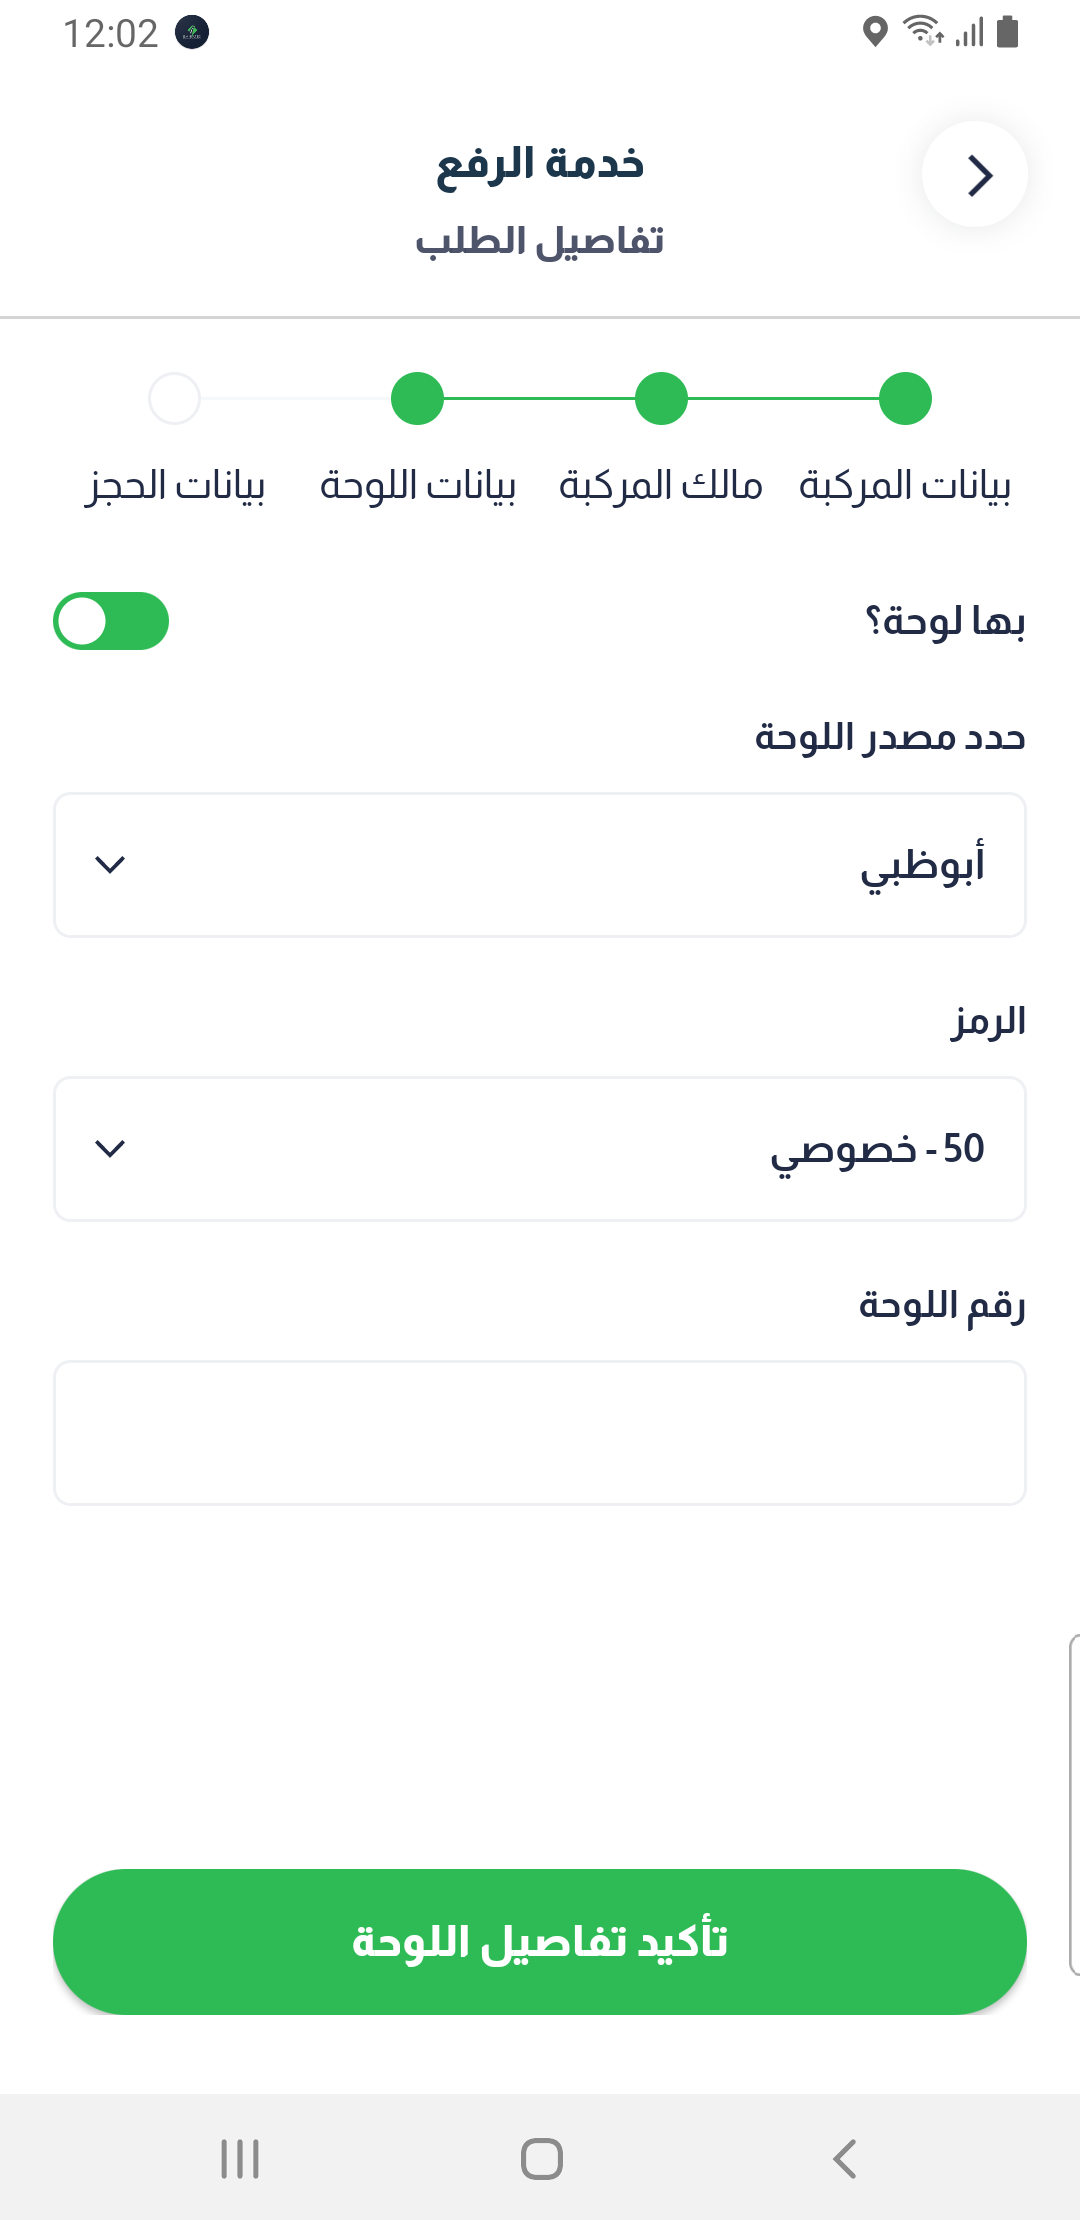 12:02
خدمة الرفع
تفاصيل الطلب
بيانات المركبة
مالك المركبة
بيانات اللوحة
بيانات الحجز
بها لوحة؟
حدد مصدر اللوحة
أبوظبي
الرمز
50 - خصوصي
رقم اللوحة
تأكيد تفاصيل اللوحة